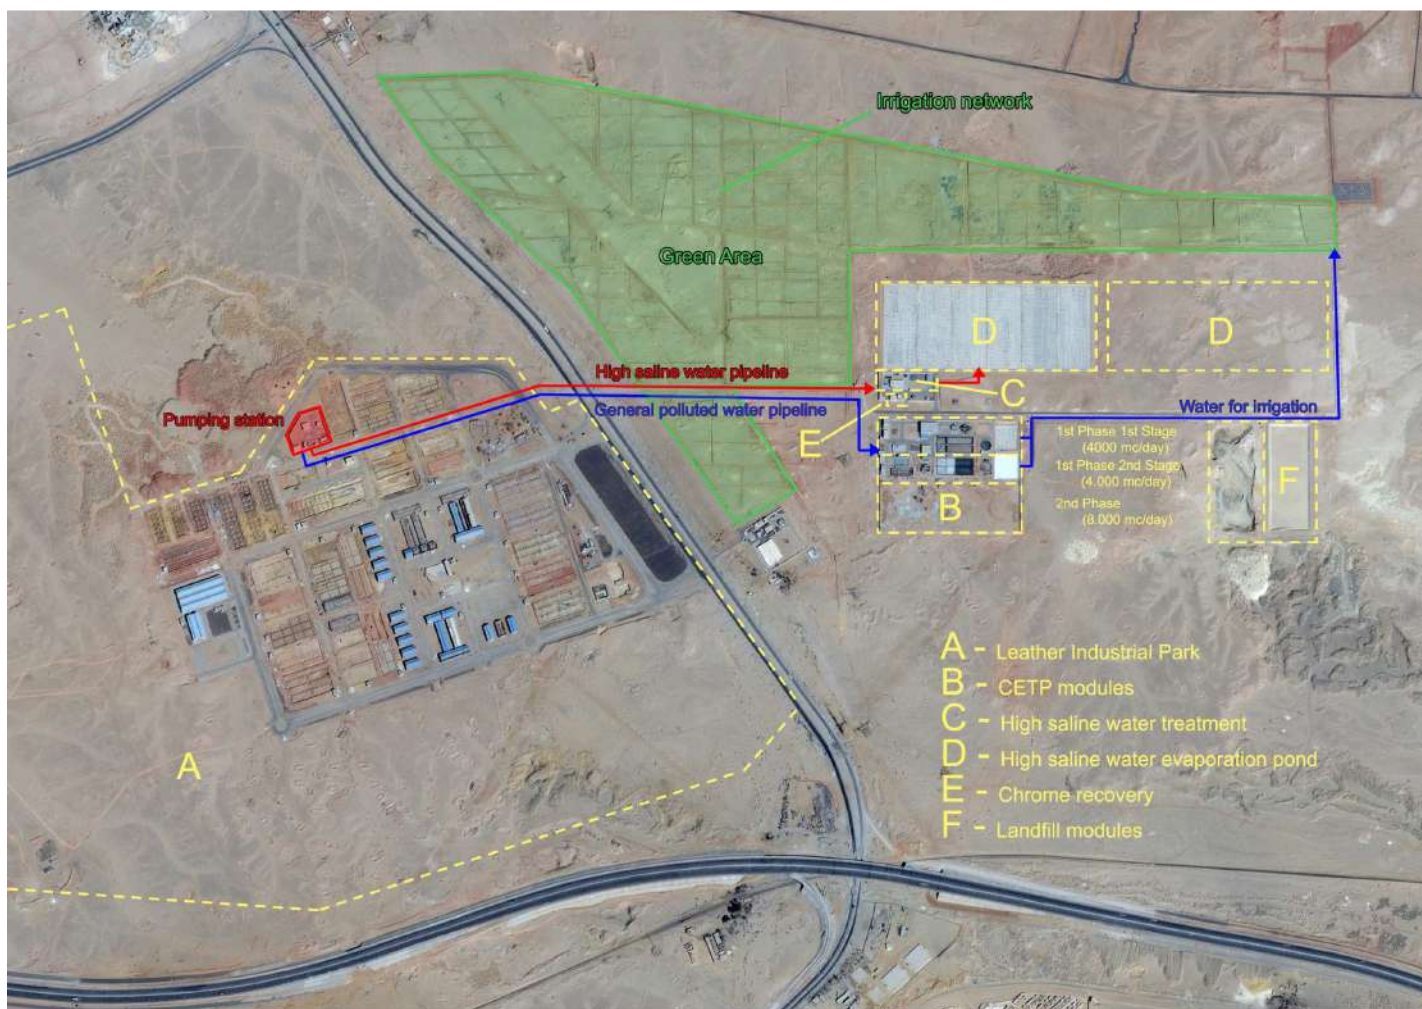 Irrigation network
Green Area
D
D
High saline water pipeline
C
Pumping station
General polluted water pipeline
Water for irrigation
E
1st Phase 1st Stage
(4000 mc/day)
1st Phase 2nd Stage
(4.000 mc/day)
2nd Phase
(8.000 mc/day)
B
F
A
A - Leather Industrial Park
B - CETP modules
C - High saline water treatment
D - High saline water evaporation pond
E - Chrome recovery
F - Landfill modules